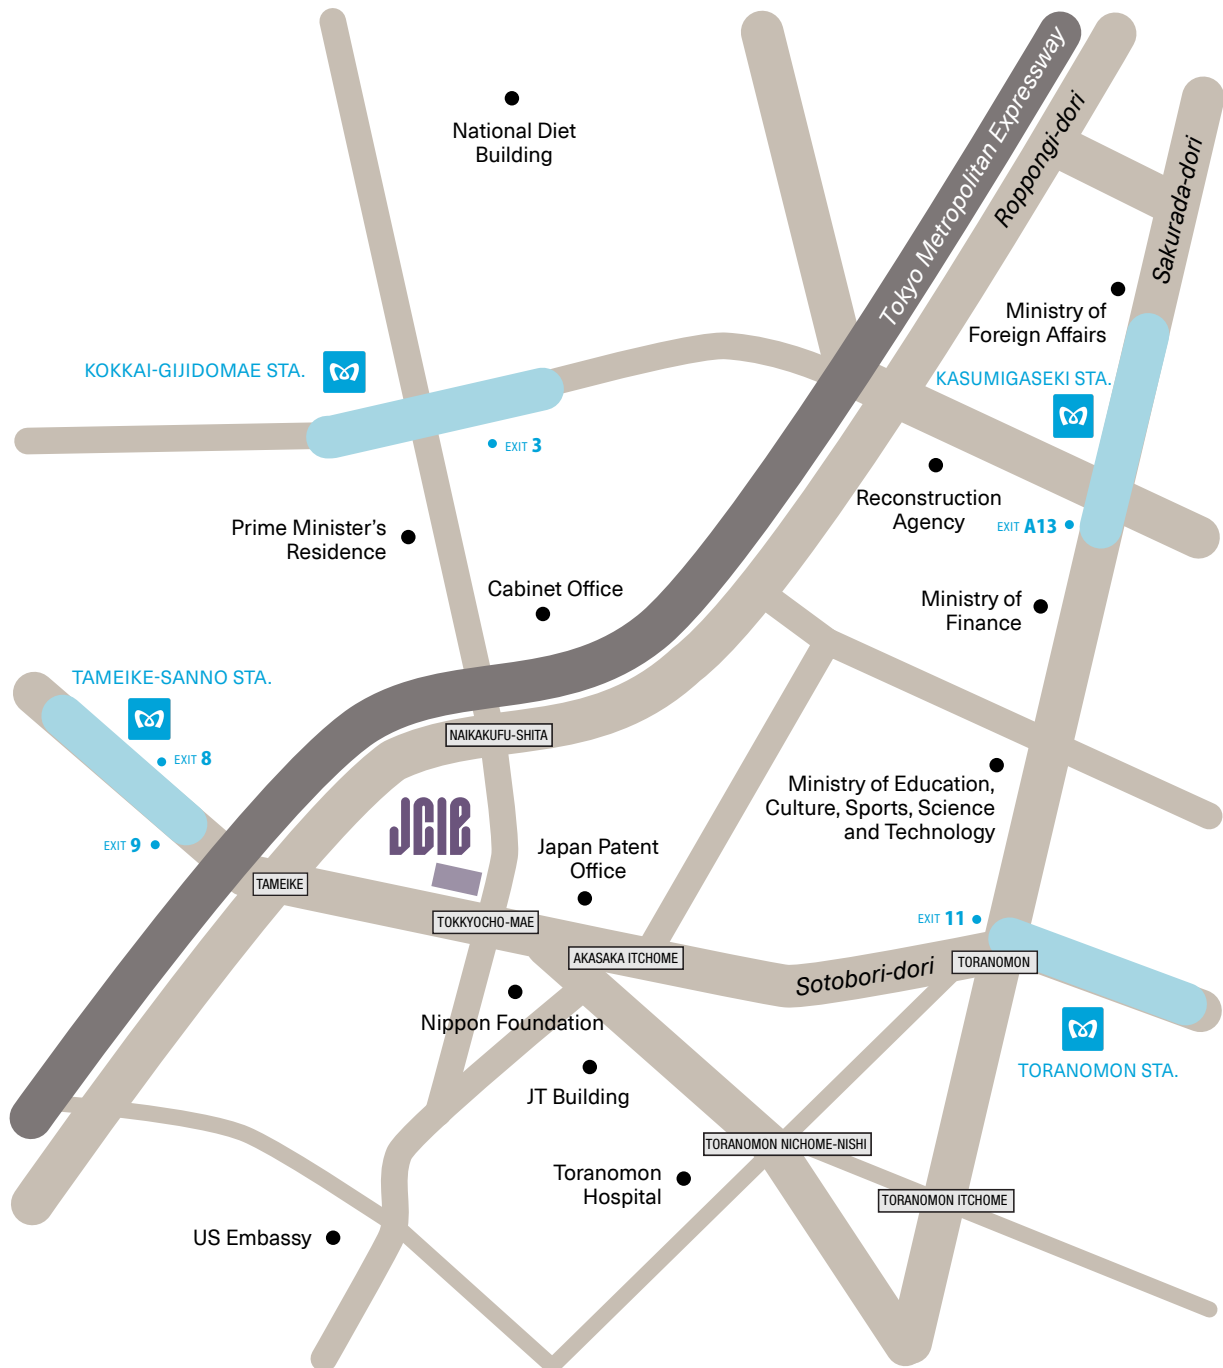 National Diet
Building
Tokyo Metropolitan Expressway
Roppongi-dori
Sakurada-dori
Ministry of
Foreign Affairs
KOKKAI-GIJIDOMAE STA.
KASUMIGASEKI STA.
EXIT 3
Reconstruction
Agency
EXIT A13
Prime Minister's
Residence
Cabinet Office
Ministry of
Finance
TAMEIKE-SANNO STA.
EXIT 8
NAIKAKUFU-SHITA
EXIT 9
Ministry of Education,
Culture, Sports, Science
and Technology
JCIE
Japan Patent
Office
TAMEIKE
TOKKYOCHO-MAE
EXIT 11
AKASAKA ITCHOME
Sotobori-dori
TORANOMON
Nippon Foundation
JT Building
TORANOMON STA.
TORANOMON NICHOME-NISHI
Toranomon
Hospital
TORANOMON ITCHOME
US Embassy